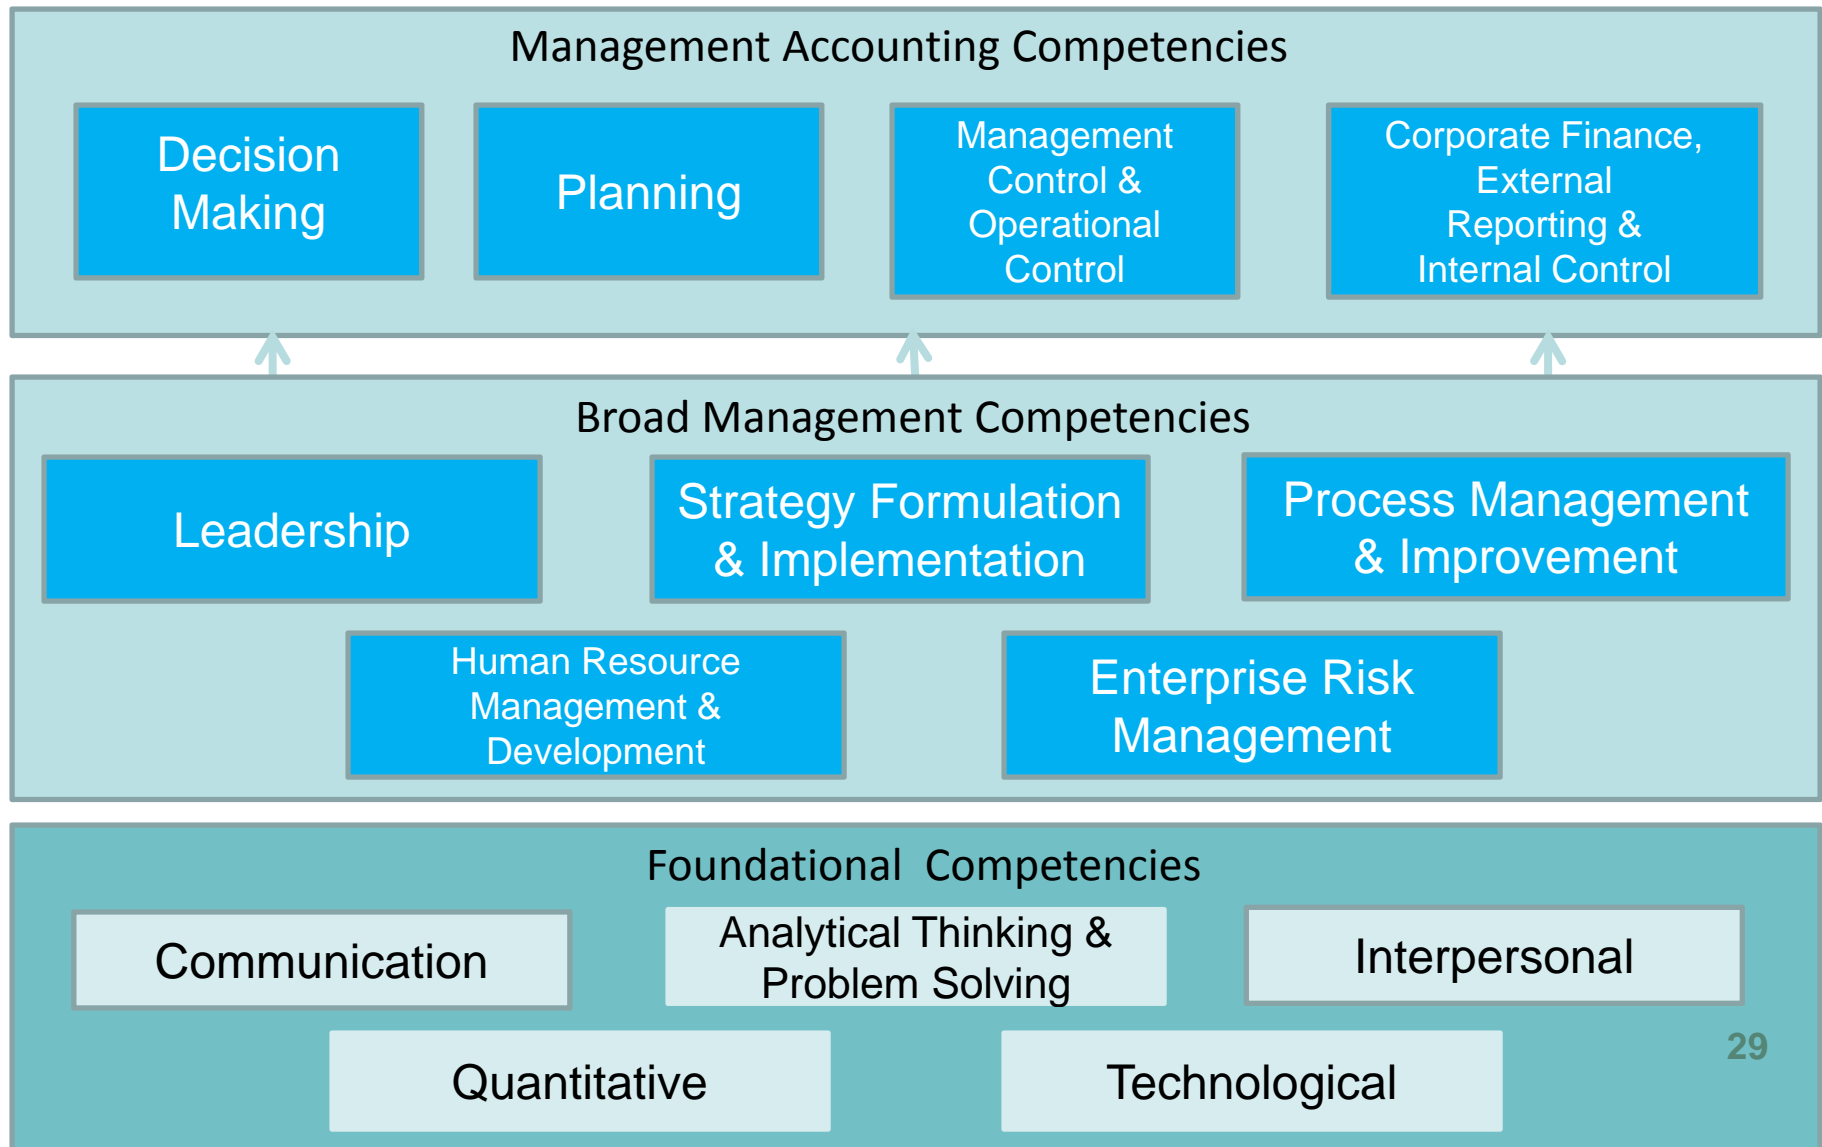 Management Accounting Competencies
Decision
Making
Planning
Management
Control &
Operational
Control
Corporate Finance,
External
Reporting &
Internal Control
Broad Management Competencies
Leadership
Strategy Formulation
& Implementation
Process Management
& Improvement
Human Resource
Management &
Development
Enterprise Risk
Management
Foundational Competencies
Communication
Analytical Thinking &
Problem Solving
Interpersonal
Quantitative
Technological
29